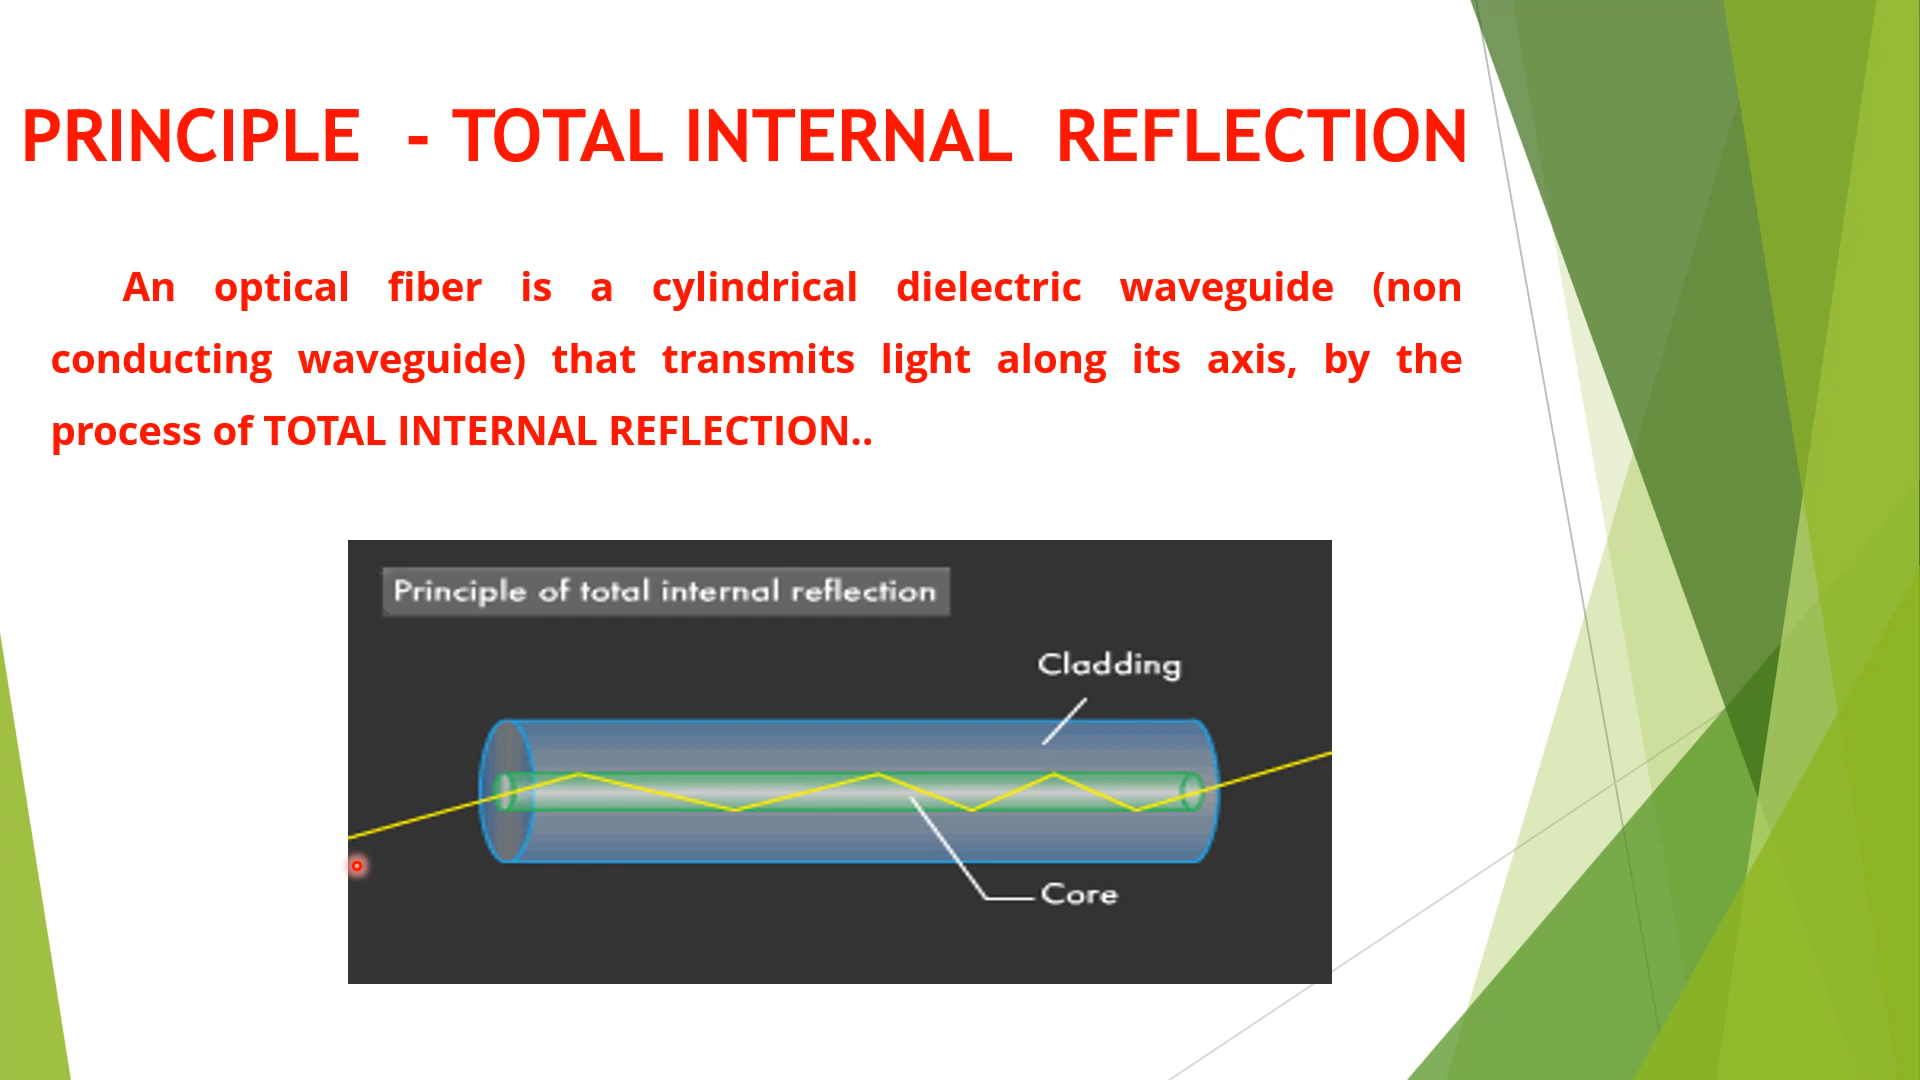 PRINCIPLE - TOTAL INTERNAL REFLECTION
An optical fiber is a cylindrical dielectric waveguide (non
conducting waveguide) that transmits light along its axis, by the
process of TOTAL INTERNAL REFLECTION..
Principle of total internal reflection
Cladding
Core